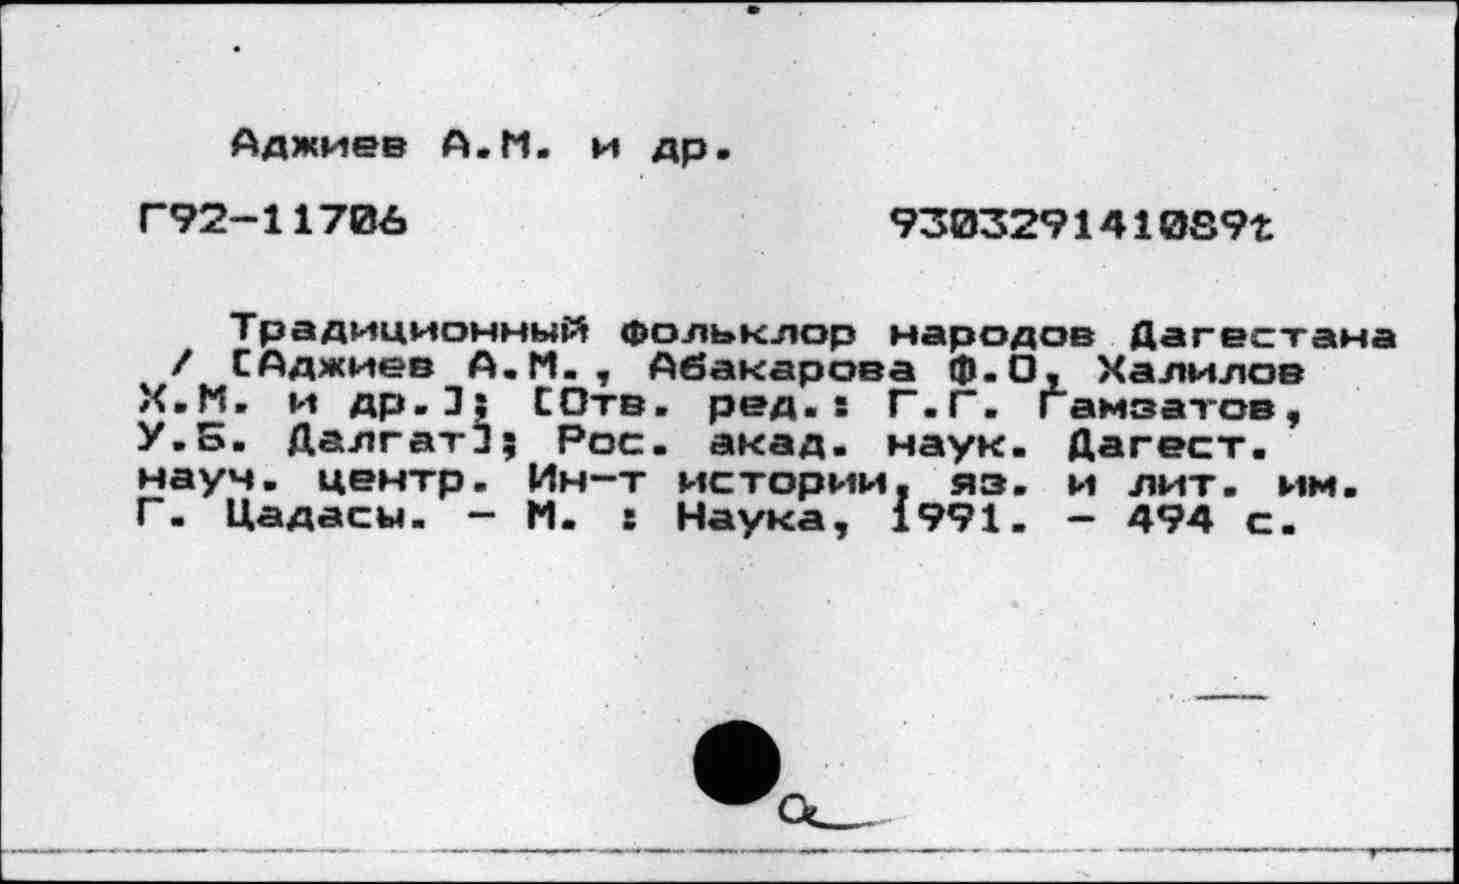 Аджиев А.М. и др.
Г92-11706
930329141089t
Традиционный фольклор народов Дагестана
/ [Аджиев А.М., Абакарова Ф.О, Халилов
Х.М. и др.]; [Отв. ред.: Г.Г. Гамзатов,
У.Б. Далгат]; Рос. акад. наук. Дагест.
науч. центр. Ин-т истории, яз. и лит. им.
Г. Цадасы. - М. : Наука, 1991. - 494 с.